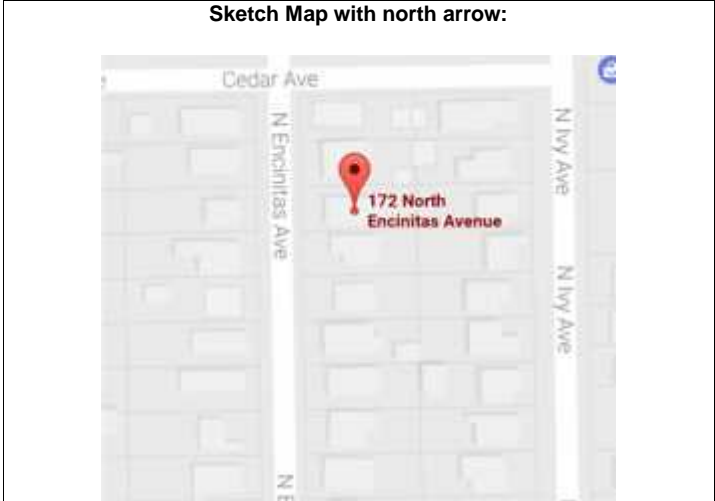 Sketch Map with north arrow:
Cedar Ave
N Encinitas Ave
N Ivy Ave
172 North
Encinitas Avenue
N Ivy Ave
N E